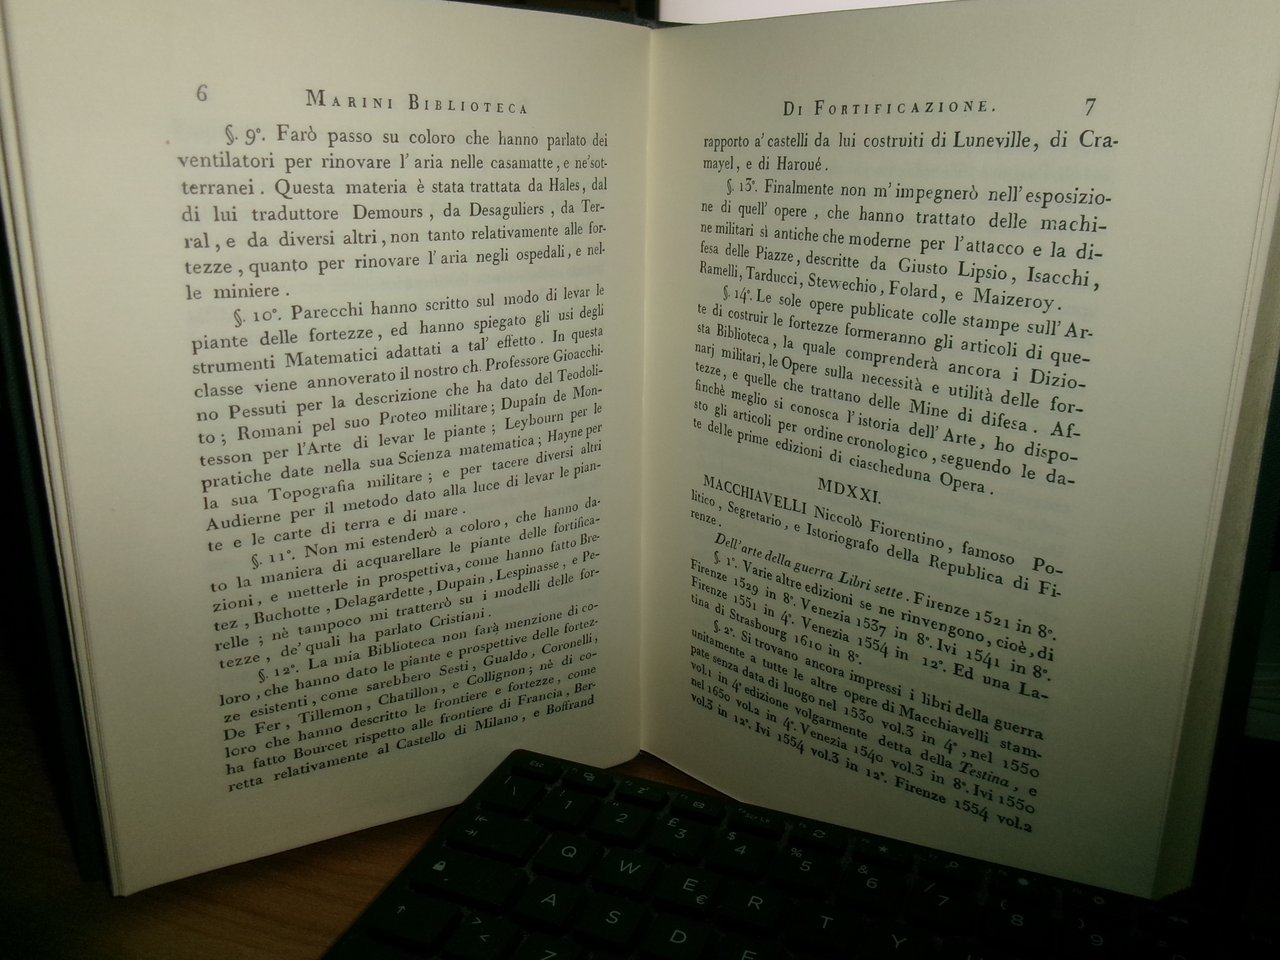 6
MARINI BIBLIOTECA
§. 9°. Farò passo su coloro che hanno parlato dei
ventilatori per rinovare l'aria nelle casamatte, e ne'sot-
terranei. Questa materia è stata trattata da Hales, dal
di lui traduttore Demours, da Desaguliers, da Ter-
ral, e da diversi altri, non tanto relativamente alle for-
tezze, quanto per rinovare l'aria negli ospedali, e nel-
le miniere.
§. 10°. Parecchi hanno scritto sul modo di levar le
piante delle fortezze, ed hanno spiegato gli usi degli
strumenti Matematici adattati a tal' effetto. In questa
classe viene annoverato il nostro ch. Professore Gioacchi-
no Pessuti per la descrizione che ha dato del Teodoli-
to; Romani pel suo Proteo militare; Dupain de Mon-
tesson per l'Arte di levar le piante; Leybourn per le
pratiche date nella sua Scienza matematica; Hayne per
la sua Topografia militare; e per tacere diversi altri
Audierne per il metodo dato alla luce di levar le pian-
te e le carte di terra e di mare.
§. 11°. Non mi estenderò a coloro, che hanno da-
to la maniera di acquarellare le piante delle fortifica-
zioni, e metterle in prospettiva, come hanno fatto Bre-
tez, Buchotte, Delagardette, Dupain, Lespinasse, e Pe-
relle; nè tampoco mi tratterrò su i modelli delle for-
tezze, de'quali ha parlato Cristiani.
§. 12°. La mia Biblioteca non farà menzione di co-
loro, che hanno dato le piante e prospettive delle fortez-
ze esistenti, come sarebbero Sesti, Gualdo, Coronelli,
De Fer, Tillemon, Chatillon, e Collignon; nè di co-
loro che hanno descritto le frontiere e fortezze, come
ha fatto Bourcet rispetto alle frontiere di Francia, Ber-
retta relativamente al Castello di Milano, e Boffrand
DI FORTIFICAZIONE.
7
rapporto a' castelli da lui costruiti di Luneville, di Cra-
mayel, e di Haroué.
§. 13°. Finalmente non m'impegnerò nell'esposizio-
ne di quell' opere, che hanno trattato delle machi-
ne militari sì antiche che moderne per l'attacco e la di-
fesa delle Piazze, descritte da Giusto Lipsio, Isacchi,
Ramelli, Tarducci, Stewechio, Folard, e Maizeroy.
§. 14°. Le sole opere publicate colle stampe sull'Ar-
te di costruir le fortezze formeranno gli articoli di que-
sta Biblioteca, la quale comprenderà ancora i Dizio-
narj militari, le Opere sulla necessità e utilità delle for-
tezze, e quelle che trattano delle Mine di difesa. Af-
finchè meglio si conosca l'istoria dell'Arte, ho dispo-
sto gli articoli per ordine cronologico, seguendo le da-
te delle prime edizioni di ciascheduna Opera.
MDXXI.
MACCHIAVELLI Niccolò Fiorentino, famoso Po-
litico, Segretario, e Istoriografo della Republica di Fi-
renze.
Dell'arte della guerra Libri sette. Firenze 1521 in 8°.
§. 1°. Varie altre edizioni se ne rinvengono, cioè, di
Firenze 1529 in 8°. Venezia 1537 in 8°. Ivi 1541 in 8°.
Firenze 1551 in 4°. Venezia 1554 in 12°. Ed una La-
tina di Strasbourg 1610 in 8°.
§. 2°. Si trovano ancora impressi i libri della guerra
unitamente a tutte le altre opere di Macchiavelli stam-
pate senza data di luogo nel 1530 vol.3 in 4°, nel 1550
vol.1 in 4° edizione volgarmente detta della Testina, e
nel 1650 vol.2 in 4°. Venezia 1540 vol.3 in 8°. Ivi 1550
vol.3 in 12°. Ivi 1554 vol.3 in 12°. Firenze 1554 vol.2
Esc
\ 1 2 £ 3 $ 4 % 5 & 6 / 7 ( 8 ) 9
Q W E € R T Y
A S D F
> < Z